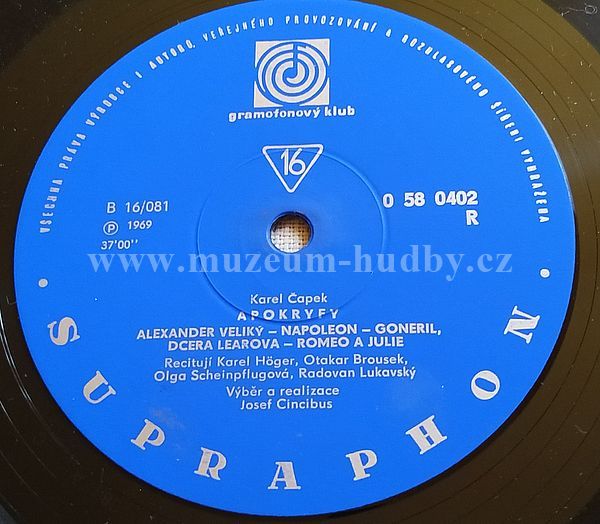 VŠECHNA PRÁVA VÝROBCE I AUTORŮ, VEŘEJNÉHO PROVOZOVÁNÍ A ROZHLASOVÉHO ŠÍŘENÍ VYHRAŽENA
gramofonový klub
16
B 16/081
℗ 1969
37'00''
0 58 0402
R
www.muzeum-hudby.cz
Karel Čapek
APOKRYFY
ALEXANDER VELIKÝ – NAPOLEON – GONERIL,
DCERA LEAROVA – ROMEO A JULIE
Recitují Karel Höger, Otakar Brousek,
Olga Scheinpflugová, Radovan Lukavský
Výběr a realizace
Josef Cincibus
• SUPRAPHON •